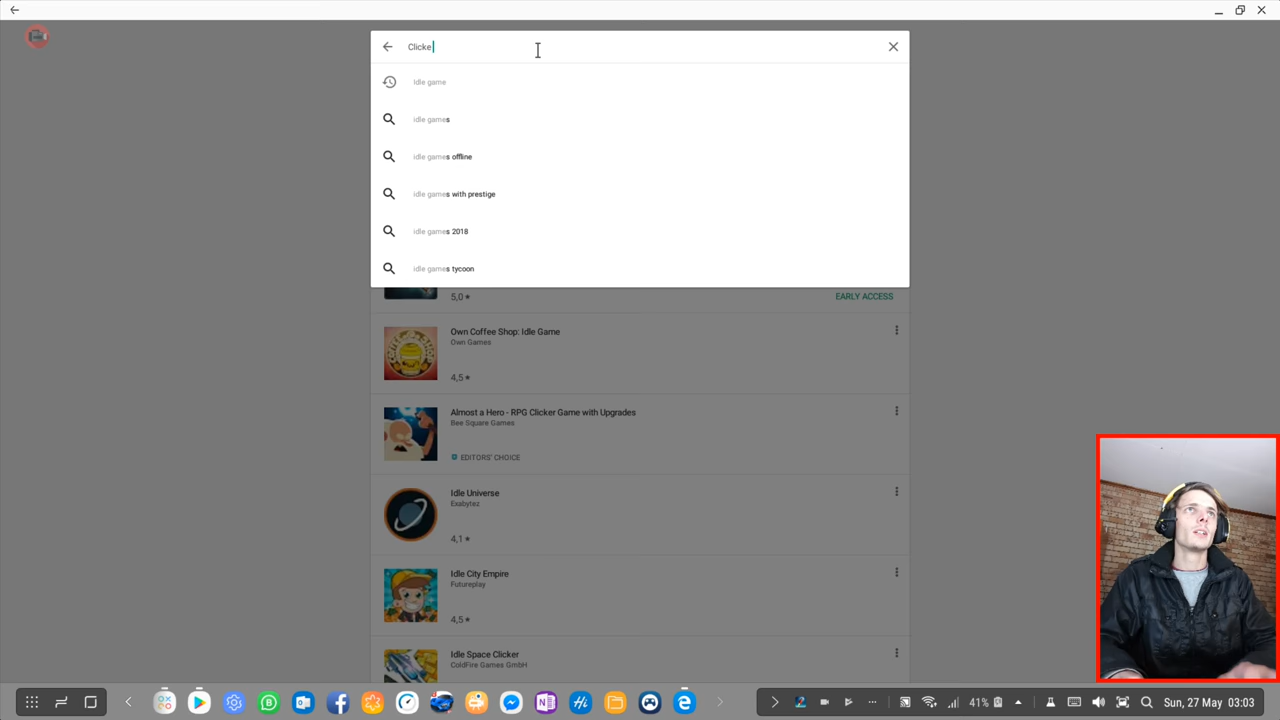 Clicke
Idle game
idle games
idle games offline
idle games with prestige
idle games 2018
idle games tycoon
5,0 ★
EARLY ACCESS
Own Coffee Shop: Idle Game
Own Games
4,5 ★
Almost a Hero - RPG Clicker Game with Upgrades
Bee Square Games
EDITORS' CHOICE
Idle Universe
Exabytez
4,1 ★
Idle City Empire
Futureplay
4,5 ★
Idle Space Clicker
ColdFire Games GmbH
41% Sun, 27 May 03:03